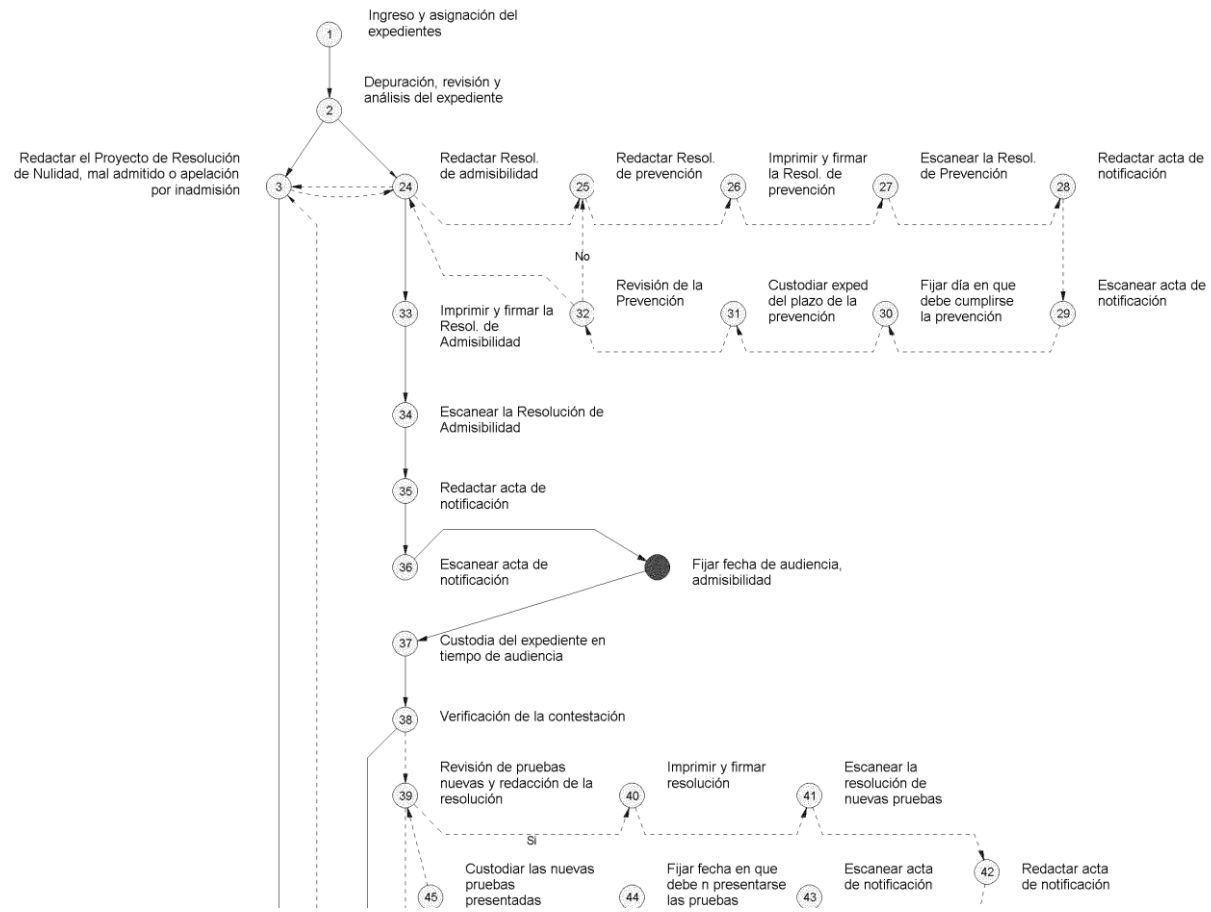 Ingreso y asignación del
expedientes
1
Depuración, revisión y
análisis del expediente
2
Redactar el Proyecto de Resolución
de Nulidad, mal admitido o apelación
por inadmisión
3
Redactar Resol.
de admisibilidad
24
Redactar Resol.
de prevención
25
Imprimir y firmar
la Resol. de
prevención
26
Escanear la Resol.
de Prevención
27
Redactar acta de
notificación
28
No
Imprimir y firmar la
Resol. de
Admisibilidad
33
Revisión de la
Prevención
32
Custodiar exped
del plazo de la
prevención
31
Fijar día en que
debe cumplirse
la prevención
30
Escanear acta de
notificación
29
34
Escanear la Resolución de
Admisibilidad
35
Redactar acta de
notificación
36
Escanear acta de
notificación
Fijar fecha de audiencia,
admisibilidad
37
Custodia del expediente en
tiempo de audiencia
38
Verificación de la contestación
Revisión de pruebas
nuevas y redacción de la
resolución
39
Imprimir y firmar
resolución
40
Escanear la
resolución de
nuevas pruebas
41
Si
Custodiar las nuevas
pruebas
presentadas
45
Fijar fecha en que
debe n presentarse
las pruebas
44
Escanear acta
de notificación
43
Redactar acta
de notificación
42